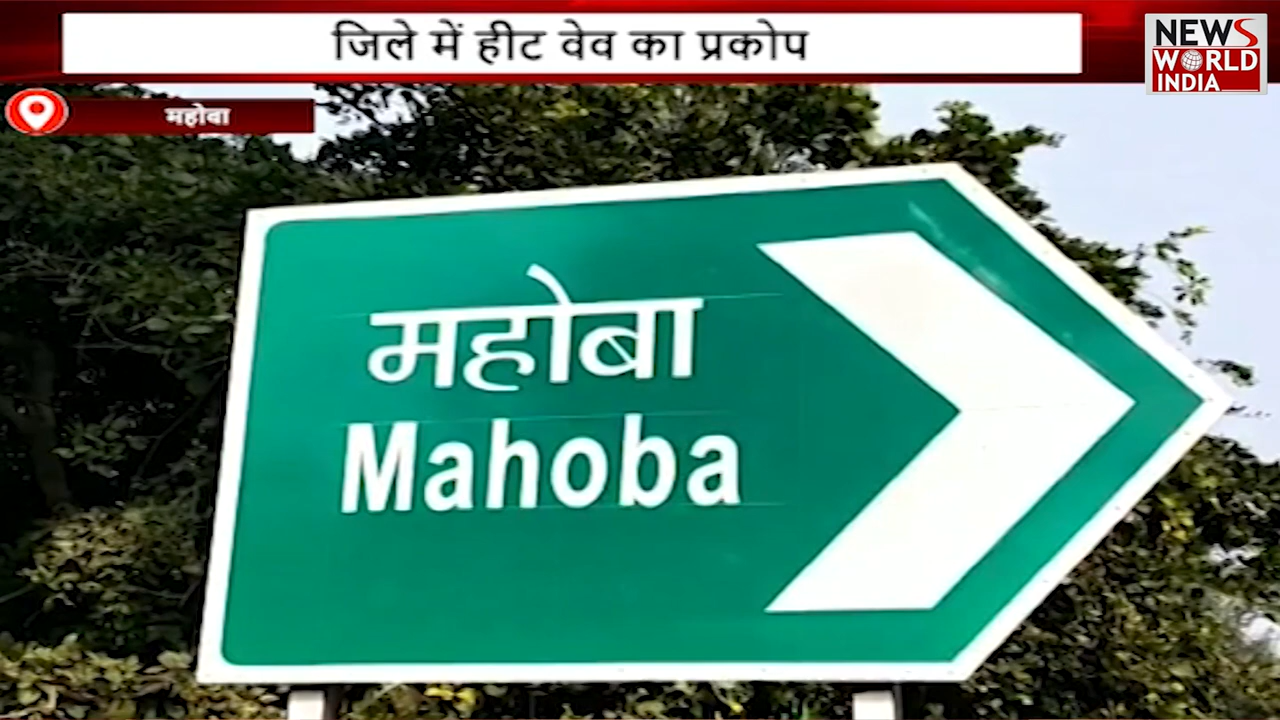 जिले में हीट वेव का प्रकोप
NEWS
WORLD
INDIA
महोबा
महोबा
Mahoba